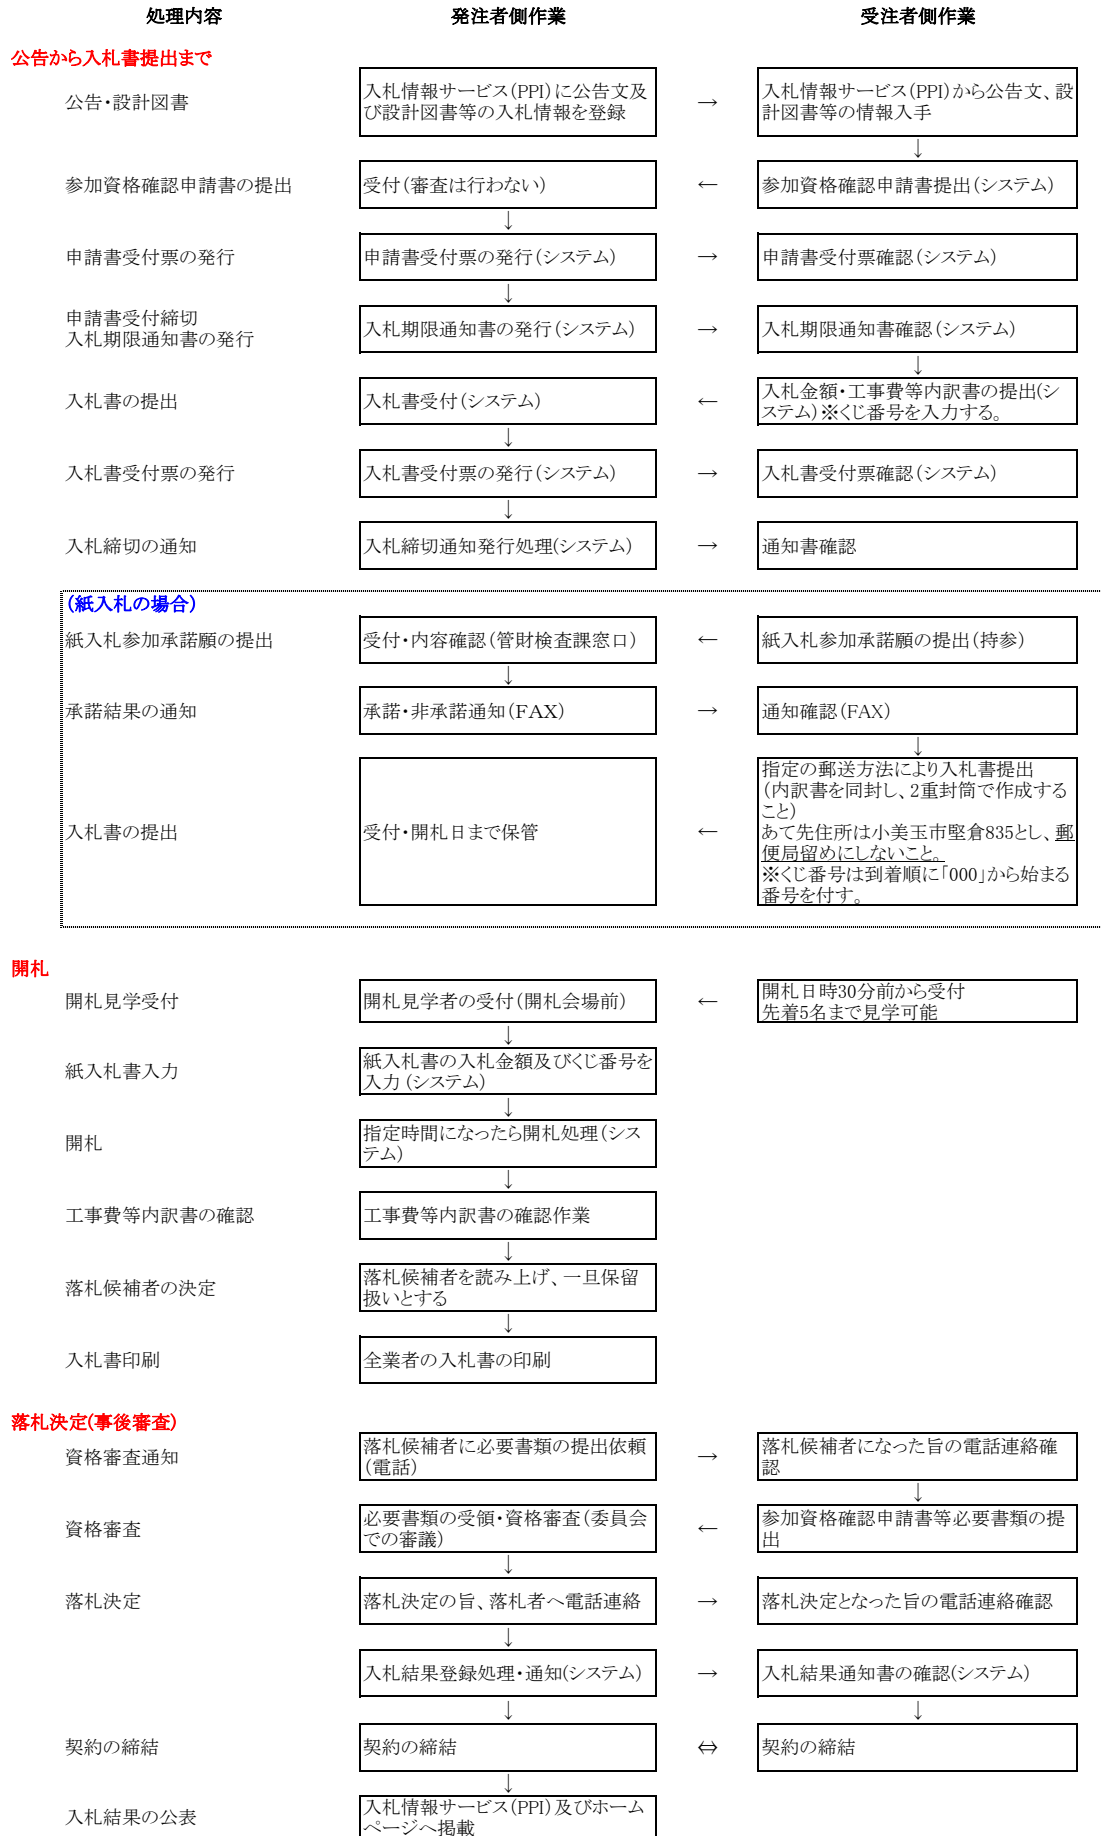 処理内容
発注者側作業
受注者側作業
公告から入札書提出まで
公告・設計図書
入札情報サービス(PPI)に公告文及
び設計図書等の入札情報を登録
→
入札情報サービス(PPI)から公告文、設
計図書等の情報入手
↓
参加資格確認申請書の提出
受付(審査は行わない)
←
参加資格確認申請書提出(システム)
↓
申請書受付票の発行
申請書受付票の発行(システム)
→
申請書受付票確認(システム)
↓
申請書受付締切
入札期限通知書の発行
入札期限通知書の発行(システム)
→
入札期限通知書確認(システム)
↓
入札書の提出
入札書受付(システム)
←
入札金額・工事費等内訳書の提出(シ
ステム)※くじ番号を入力する。
↓
入札書受付票の発行
入札書受付票の発行(システム)
→
入札書受付票確認(システム)
↓
入札締切の通知
入札締切通知発行処理(システム)
→
通知書確認
(紙入札の場合)
紙入札参加承諾願の提出
受付・内容確認(管財検査課窓口)
←
紙入札参加承諾願の提出(持参)
↓
承諾結果の通知
承諾・非承諾通知(FAX)
→
通知確認(FAX)
↓
入札書の提出
受付・開札日まで保管
←
指定の郵送方法により入札書提出
(内訳書を同封し、2重封筒で作成する
こと)
あて先住所は小美玉市堅倉835とし、郵
便局留めにしないこと。
※くじ番号は到着順に「000」から始まる
番号を付す。
開札
開札見学受付
開札見学者の受付(開札会場前)
←
開札日時30分前から受付
先着5名まで見学可能
↓
紙入札書入力
紙入札書の入札金額及びくじ番号を
入力(システム)
↓
開札
指定時間になったら開札処理(シス
テム)
↓
工事費等内訳書の確認
工事費等内訳書の確認作業
↓
落札候補者の決定
落札候補者を読み上げ、一旦保留
扱いとする
↓
入札書印刷
全業者の入札書の印刷
落札決定(事後審査)
資格審査通知
落札候補者に必要書類の提出依頼
(電話)
→
落札候補者になった旨の電話連絡確
認
↓
資格審査
必要書類の受領・資格審査(委員会
での審議)
←
参加資格確認申請書等必要書類の提
出
↓
落札決定
落札決定の旨、落札者へ電話連絡
→
落札決定となった旨の電話連絡確認
↓
入札結果登録処理・通知(システム)
→
入札結果通知書の確認(システム)
↓ ↓
契約の締結
契約の締結
⇔
契約の締結
↓
入札結果の公表
入札情報サービス(PPI)及びホーム
ページへ掲載